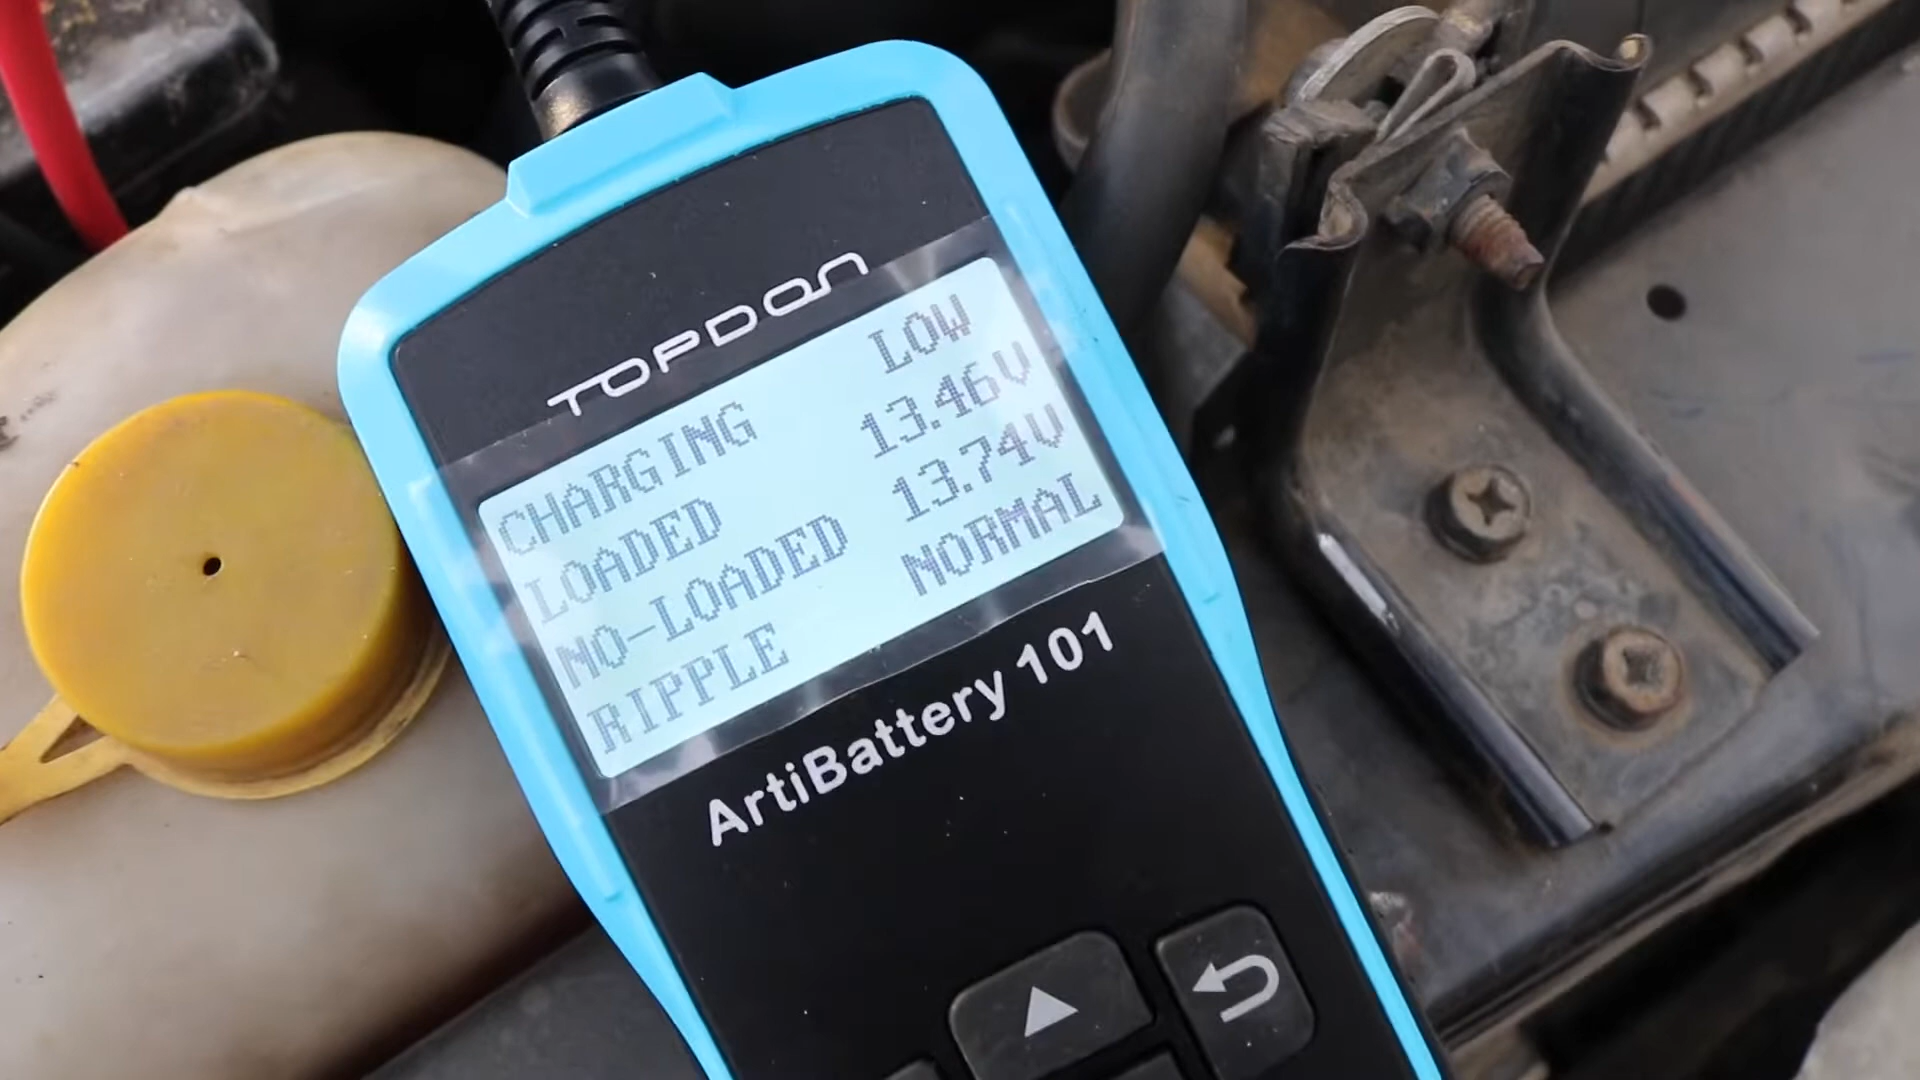 TOPDON
CHARGING LOW
LOADED 13.46V
NO-LOADED 13.74V
RIPPLE NORMAL
ArtiBattery 101